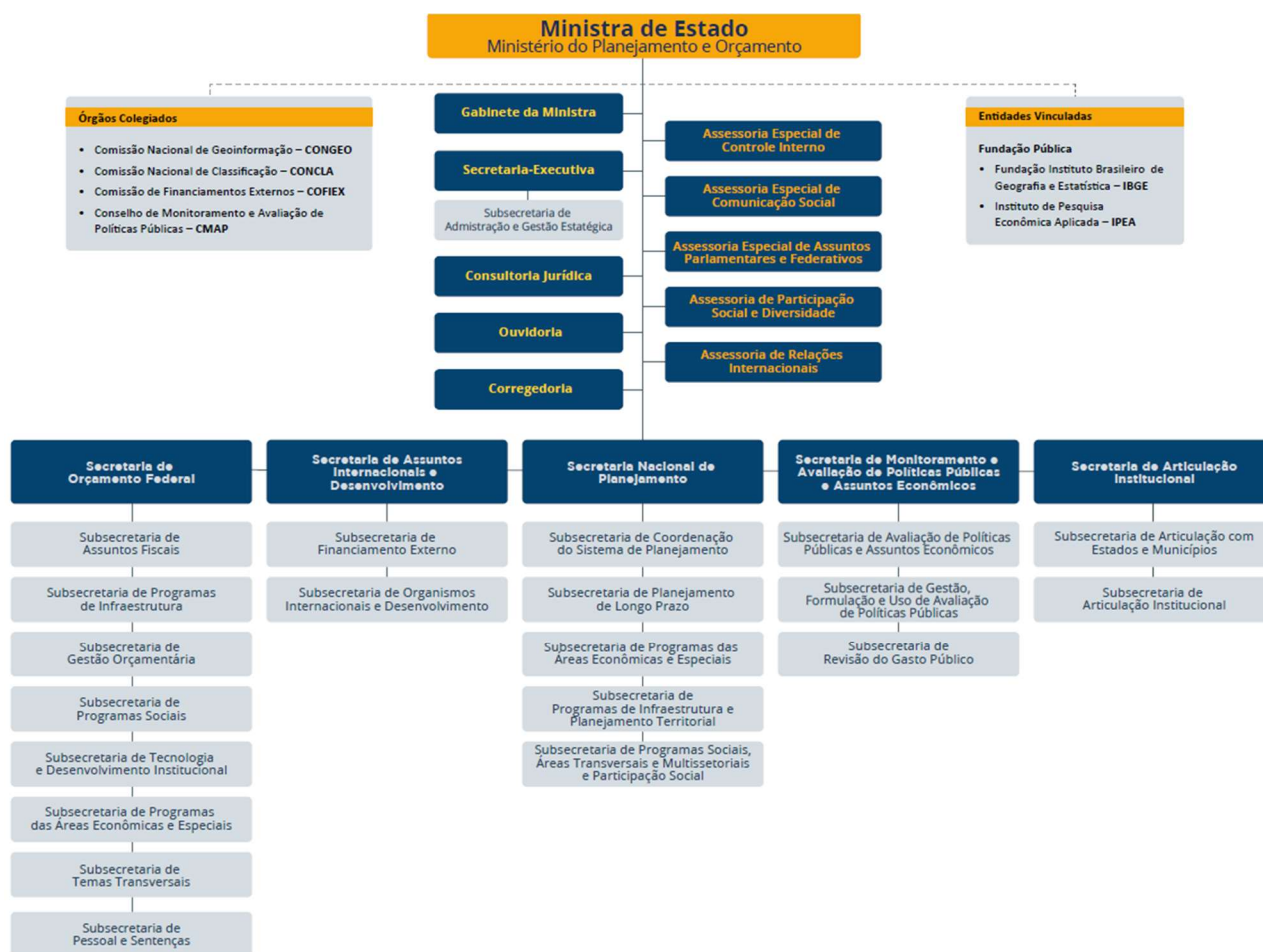 Ministra de Estado
Ministério do Planejamento e Orçamento
Órgãos Colegiados
• Comissão Nacional de Geoinformação – CONGEO
• Comissão Nacional de Classificação – CONCLA
• Comissão de Financiamentos Externos – COFIEX
• Conselho de Monitoramento e Avaliação de
Políticas Públicas – CMAP
Gabinete da Ministra
Secretaria-Executiva
Subsecretaria de
Admistração e Gestão Estatégica
Consultoria Jurídica
Ouvidoria
Corregedoria
Assessoria Especial de
Controle Interno
Assessoria Especial de
Comunicação Social
Assessoria Especial de Assuntos
Parlamentares e Federativos
Assessoria de Participação
Social e Diversidade
Assessoria de Relações
Internacionais
Entidades Vinculadas
Fundação Pública
• Fundação Instituto Brasileiro de
Geografia e Estatística – IBGE
• Instituto de Pesquisa
Econômica Aplicada – IPEA
Secretaria de
Orçamento Federal
Subsecretaria de
Assuntos Fiscais
Subsecretaria de Programas
de Infraestrutura
Subsecretaria de
Gestão Orçamentária
Subsecretaria de
Programas Sociais
Subsecretaria de Tecnologia
e Desenvolvimento Institucional
Subsecretaria de Programas
das Áreas Econômicas e Especiais
Subsecretaria de
Temas Transversais
Subsecretaria de
Pessoal e Sentenças
Secretaria de Assuntos
Internacionais e
Desenvolvimento
Subsecretaria de
Financiamento Externo
Subsecretaria de Organismos
Internacionais e Desenvolvimento
Secretaria Nacional de
Planejamento
Subsecretaria de Coordenação
do Sistema de Planejamento
Subsecretaria de Planejamento
de Longo Prazo
Subsecretaria de Programas das
Áreas Econômicas e Especiais
Subsecretaria de
Programas de Infraestrutura e
Planejamento Territorial
Subsecretaria de Programas Sociais,
Áreas Transversais e Multissetoriais
e Participação Social
Secretaria de Monitoramento e
Avaliação de Políticas Públicas
e Assuntos Econômicos
Subsecretaria de Avaliação de Políticas
Públicas e Assuntos Econômicos
Subsecretaria de Gestão,
Formulação e Uso de Avaliação
de Políticas Públicas
Subsecretaria de
Revisão do Gasto Público
Secretaria de Articulação
Institucional
Subsecretaria de Articulação com
Estados e Municípios
Subsecretaria de
Articulação Institucional